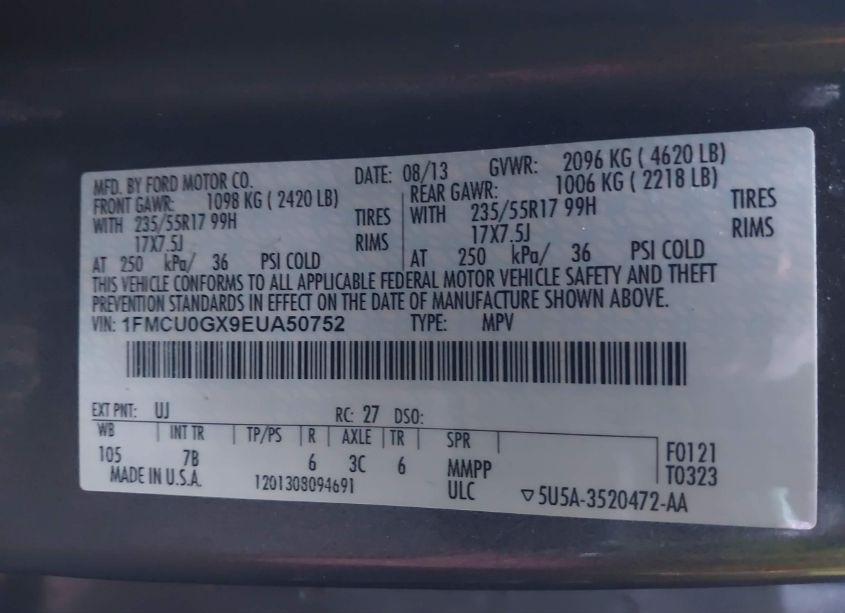 MFD. BY FORD MOTOR CO. DATE: 08/13 GVWR: 2096 KG ( 4620 LB)
FRONT GAWR: 1098 KG ( 2420 LB) REAR GAWR: 1006 KG ( 2218 LB)
WITH 235/55R17 99H TIRES WITH 235/55R17 99H TIRES
17X7.5J RIMS 17X7.5J RIMS
AT 250 kPa/ 36 PSI COLD AT 250 kPa/ 36 PSI COLD
THIS VEHICLE CONFORMS TO ALL APPLICABLE FEDERAL MOTOR VEHICLE SAFETY AND THEFT
PREVENTION STANDARDS IN EFFECT ON THE DATE OF MANUFACTURE SHOWN ABOVE.
VIN: 1FMCU0GX9EUA50752 TYPE: MPV
EXT PNT: UJ RC: 27 DSO:
WB INT TR TP/PS R AXLE TR SPR
105 7B 6 3C 6 MMPP F0121
MADE IN U.S.A. 1201308094691 ULC T0323
▽5U5A-3520472-AA